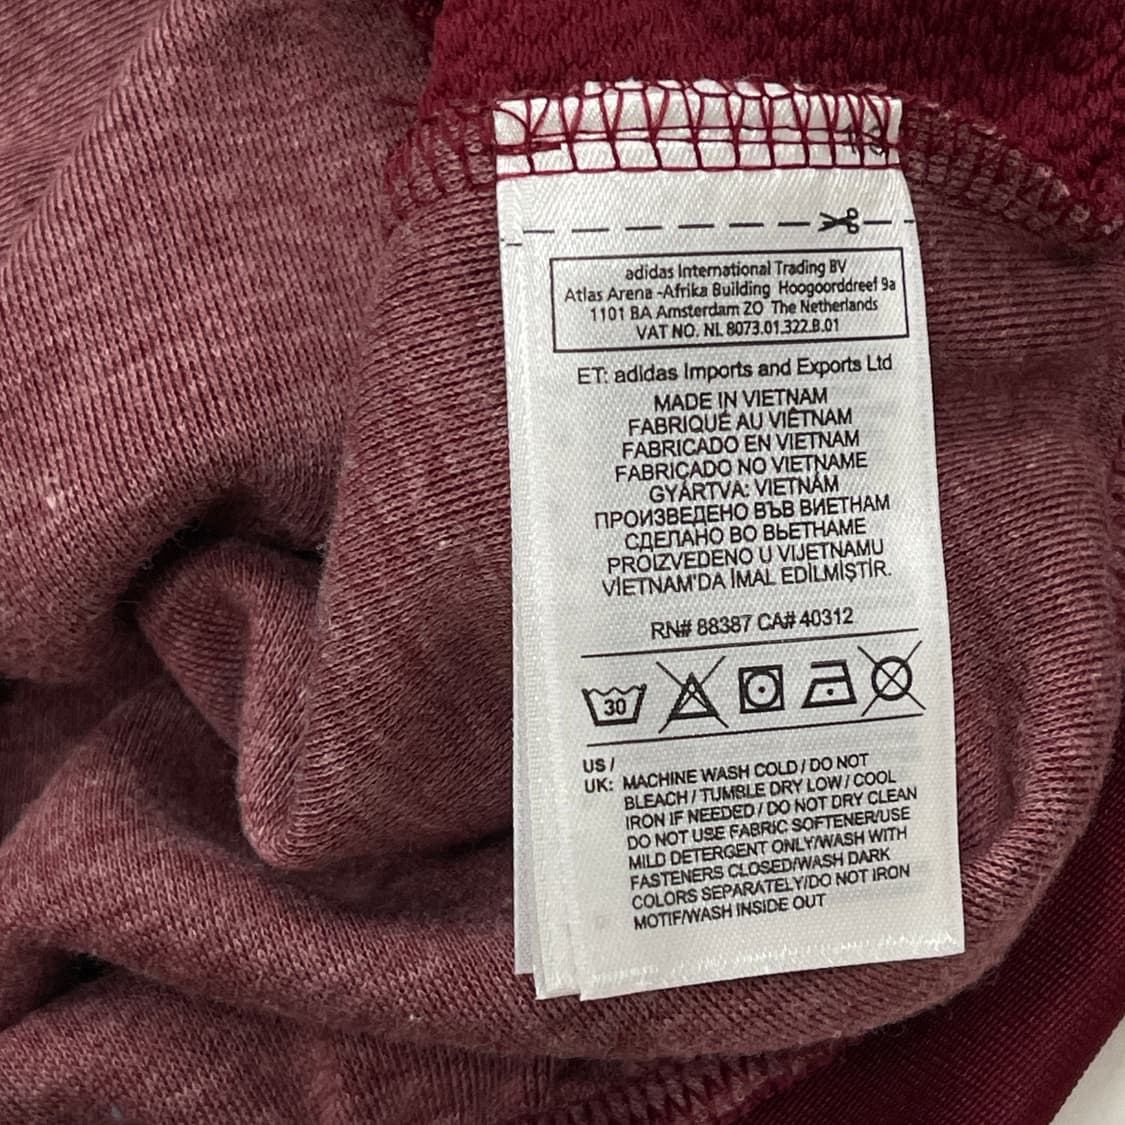 adidas International Trading BV
Atlas Arena -Afrika Building Hoogoorddreef 9a
1101 BA Amsterdam ZO The Netherlands
VAT NO. NL 8073.01.322.B.01
ET: adidas Imports and Exports Ltd
MADE IN VIETNAM
FABRIQUÉ AU VIÊTNAM
FABRICADO EN VIETNAM
FABRICADO NO VIETNAME
GYÁRTVA: VIETNÁM
ПРОИЗВЕДЕНО ВЪВ ВИЕТНАМ
СДЕЛАНО ВО ВЬЕТНАМЕ
PROIZVEDENO U VIJETNAMU
VİETNAM'DA İMAL EDİLMİŞTİR.
RN# 88387 CA# 40312
30
US /
UK: MACHINE WASH COLD / DO NOT
BLEACH / TUMBLE DRY LOW / COOL
IRON IF NEEDED / DO NOT DRY CLEAN
DO NOT USE FABRIC SOFTENER/USE
MILD DETERGENT ONLY/WASH WITH
FASTENERS CLOSED/WASH DARK
COLORS SEPARATELY/DO NOT IRON
MOTIF/WASH INSIDE OUT